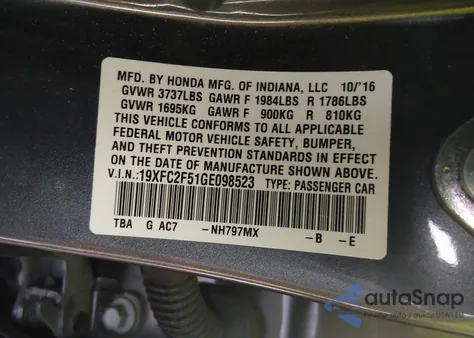 MFD. BY HONDA MFG. OF INDIANA, LLC 10/'16
GVWR 3737LBS GAWR F 1984LBS R 1786LBS
GVWR 1695KG GAWR F 900KG R 810KG
THIS VEHICLE CONFORMS TO ALL APPLICABLE
FEDERAL MOTOR VEHICLE SAFETY, BUMPER,
AND THEFT PREVENTION STANDARDS IN EFFECT ON
THE DATE OF MANUFACTURE SHOWN ABOVE.
V.I.N.:19XFC2F51GE098523 TYPE: PASSENGER CAR
TBA G AC7 -NH797MX -B -E
autoSnap